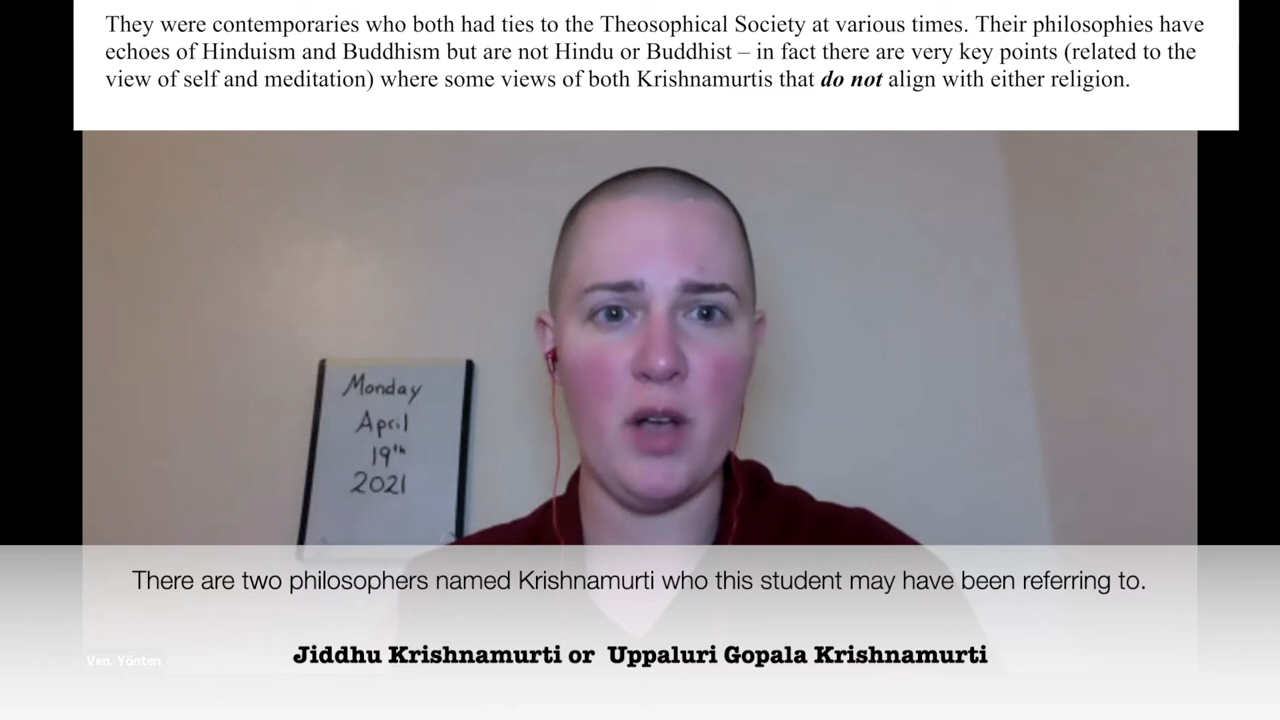 They were contemporaries who both had ties to the Theosophical Society at various times. Their philosophies have
echoes of Hinduism and Buddhism but are not Hindu or Buddhist – in fact there are very key points (related to the
view of self and meditation) where some views of both Krishnamurtis that do not align with either religion.
Monday
April
19th
2021
There are two philosophers named Krishnamurti who this student may have been referring to.
Jiddhu Krishnamurti or Uppaluri Gopala Krishnamurti
Ven. Yönten